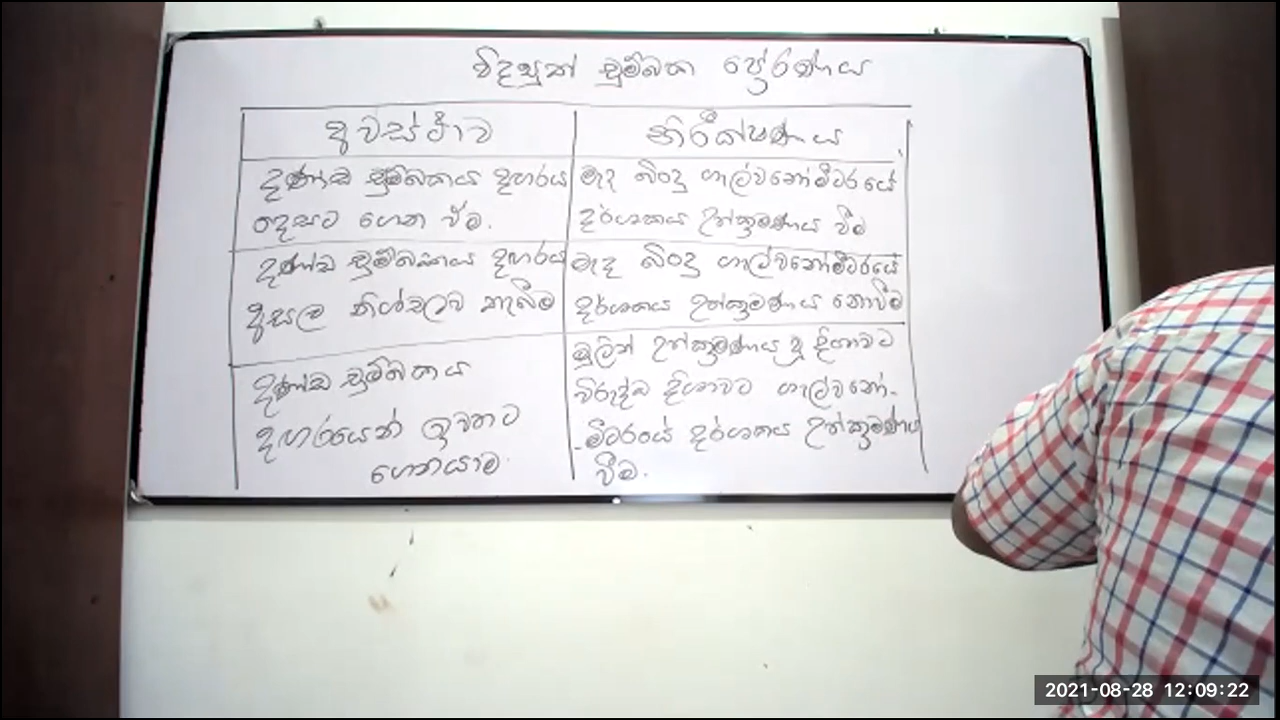 විද්‍යුත් චුම්බක ප්‍රේරණය
අවස්ථාව
නිරීක්ෂණය
දණ්ඩ චුම්බකය දඟරය
දෙසට ගෙන ඒම.
මැද බිංදු ගැල්වනෝමීටරයේ
දර්ශකය උත්ක්‍රමණය වීම
දණ්ඩ චුම්බකය දඟරය
අසල නිශ්චලව තැබීම
මැද බිංදු ගැල්වනෝමීටරයේ
දර්ශකය උත්ක්‍රමණය නොවීම
දණ්ඩ චුම්බකය
දඟරයෙන් ඉවතට
ගෙනයාම
මුලින් උත්ක්‍රමණය වූ දිශාවට
විරුද්ධ දිශාවට ගැල්වනෝ-
-මීටරයේ දර්ශකය උත්ක්‍රමණය
වීම.
2021-08-28 12:09:22